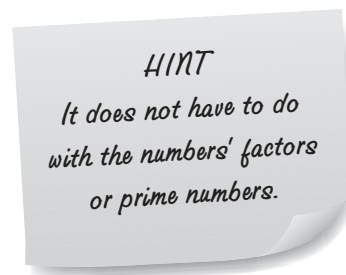 HINT
It does not have to do
with the numbers' factors
or prime numbers.